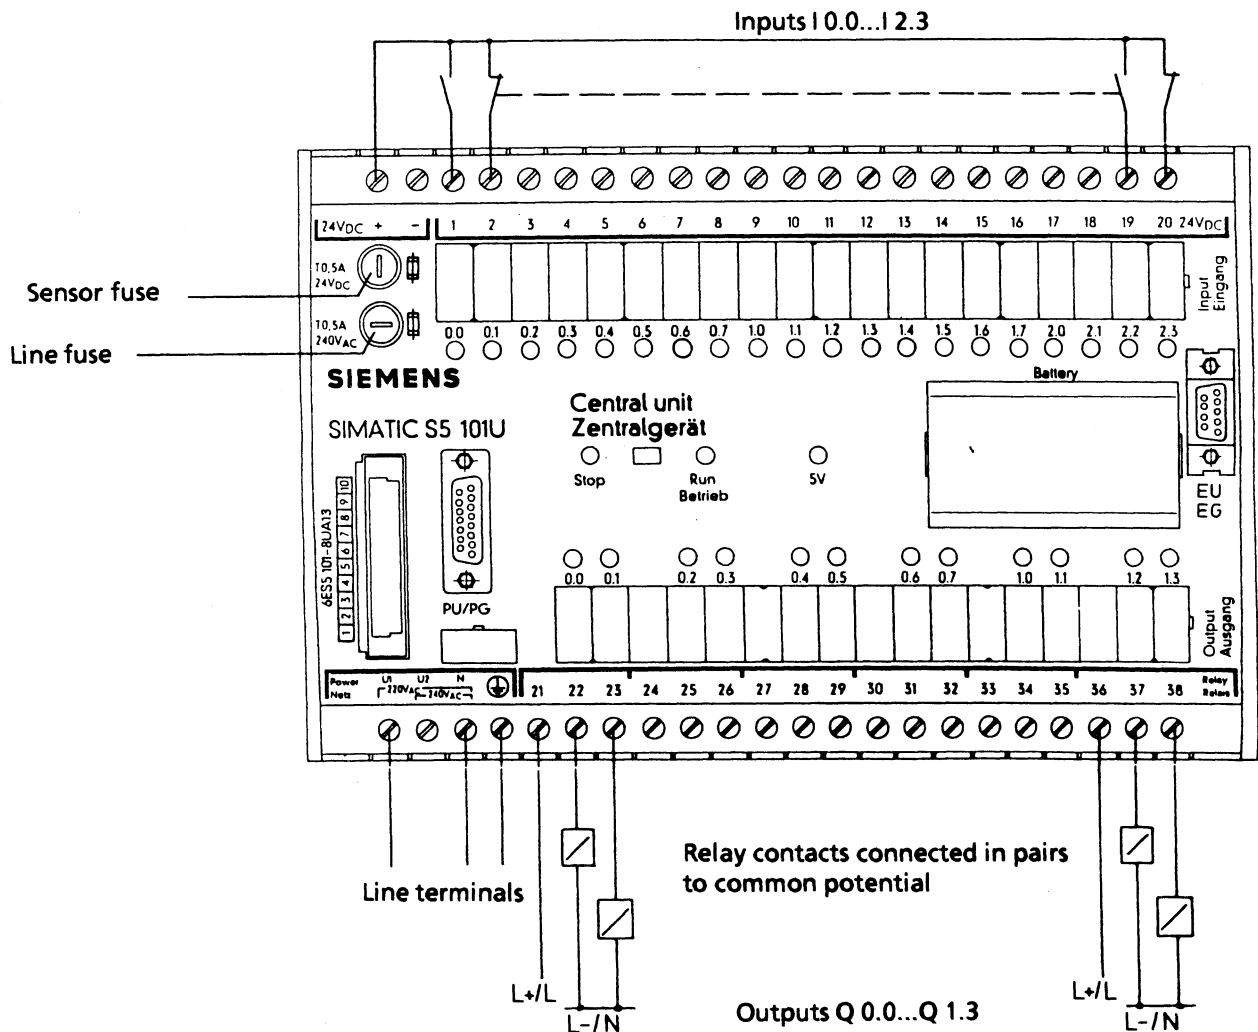 Inputs I 0.0...I 2.3
24VDC + - 1 2 3 4 5 6 7 8 9 10 11 12 13 14 15 16 17 18 19 20 24VDC
T0,5A
24VDC
Sensor fuse
T0,5A
240VAC
Line fuse
Input
Eingang
0.0 0.1 0.2 0.3 0.4 0.5 0.6 0.7 1.0 1.1 1.2 1.3 1.4 1.5 1.6 1.7 2.0 2.1 2.2 2.3
SIEMENS
Battery
SIMATIC S5 101U
Central unit
Zentralgerät
Stop
Run
Betrieb
5V
EU
EG
6ES5 101-8UA13
1 2 3 4 5 6 7 8 9 10
PU/PG
0.0 0.1 0.2 0.3 0.4 0.5 0.6 0.7 1.0 1.1 1.2 1.3
Output
Ausgang
Power
Netz
U1 U2 N
220VAC
240VAC
21 22 23 24 25 26 27 28 29 30 31 32 33 34 35 36 37 38
Relay
Relais
Line terminals
Relay contacts connected in pairs
to common potential
L+/L
L-/N
Outputs Q 0.0...Q 1.3
L+/L
L-/N